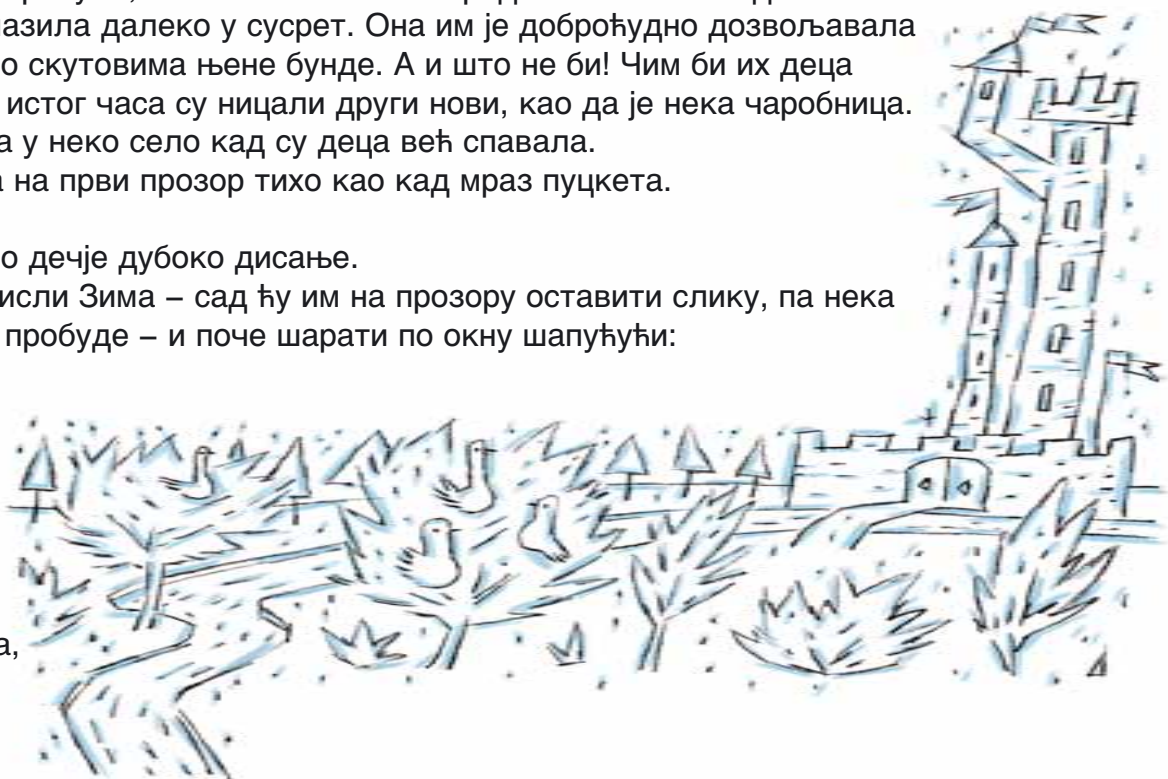 азила далеко у сусрет. Она им је доброћудно дозвољавала
о скутовима њене бунде. А и што не би! Чим би их деца
истог часа су ницали други нови, као да је нека чаробница.
а у неко село кад су деца већ спавала.
а на први прозор тихо као кад мраз пуцкета.
о дечје дубоко дисање.
исли Зима – сад ћу им на прозору оставити слику, па нека
пробуде – и поче шарати по окну шапућући:
а,